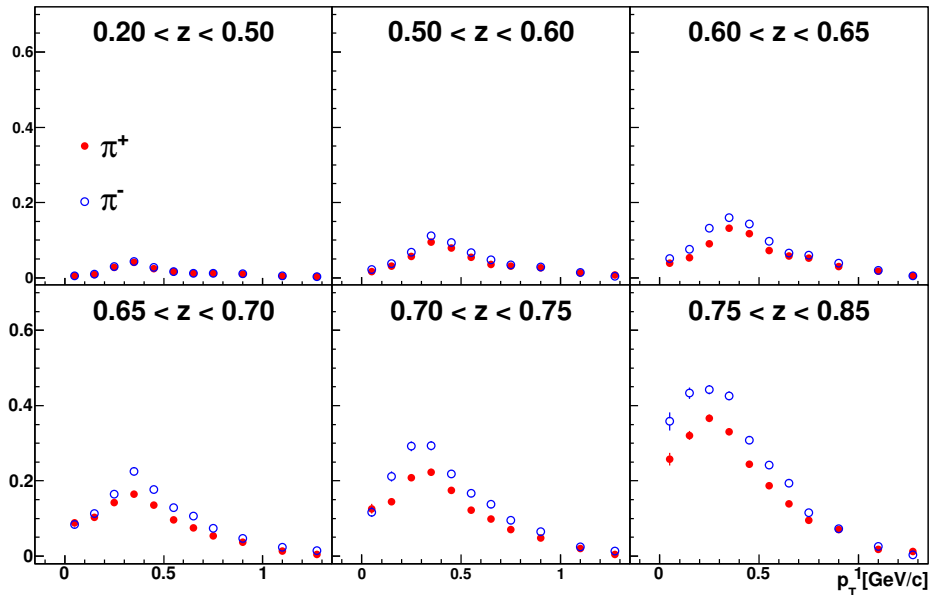 0.20 < z < 0.50
0.50 < z < 0.60
0.60 < z < 0.65
0.6
0.4
0.2
0
π+
π-
0.65 < z < 0.70
0.70 < z < 0.75
0.75 < z < 0.85
0.6
0.4
0.2
0
0 0.5 1 0 0.5 1 0 0.5 1
p_T [GeV/c]